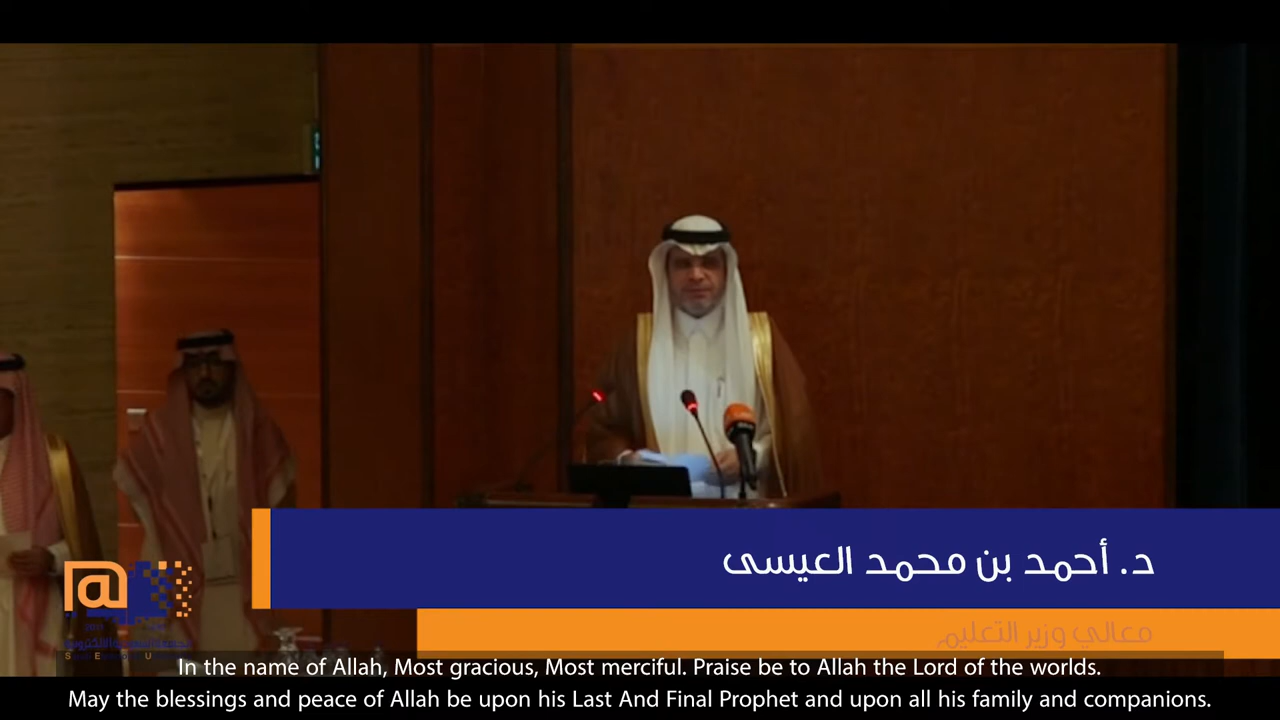 د. أحمد بن محمد العيسى
معالي وزير التعليم
S E U
In the name of Allah, Most gracious, Most merciful. Praise be to Allah the Lord of the worlds.
May the blessings and peace of Allah be upon his Last And Final Prophet and upon all his family and companions.